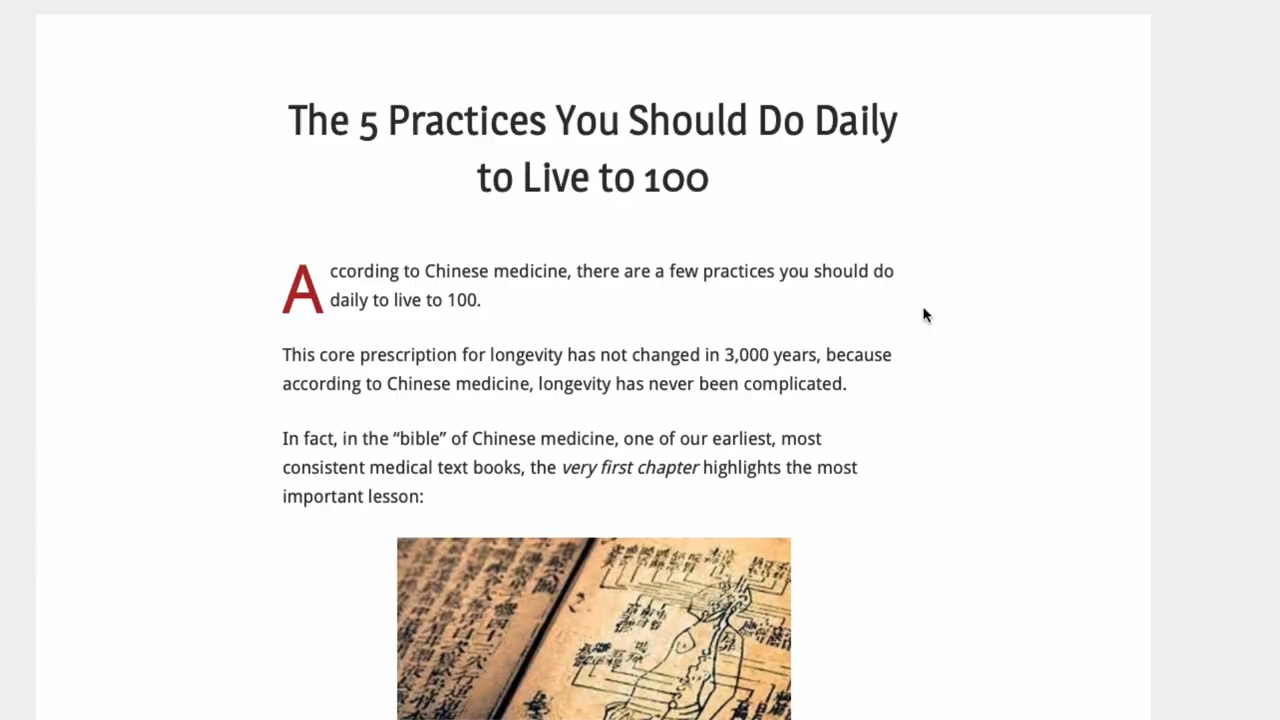 The 5 Practices You Should Do Daily
to Live to 100
According to Chinese medicine, there are a few practices you should do
daily to live to 100.
This core prescription for longevity has not changed in 3,000 years, because
according to Chinese medicine, longevity has never been complicated.
In fact, in the “bible” of Chinese medicine, one of our earliest, most
consistent medical text books, the very first chapter highlights the most
important lesson: